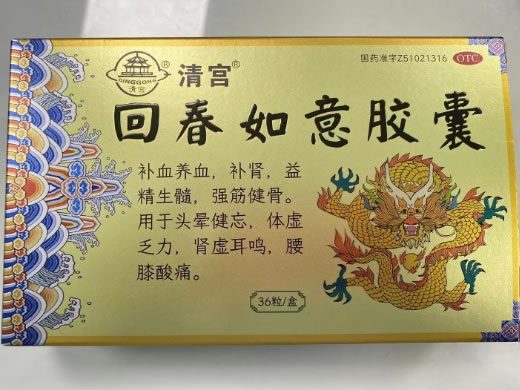 国药准字Z51021316 OTC
QINGGONG
清宫
® 清宫®
回春如意胶囊
补血养血，补肾，益
精生髓，强筋健骨。
用于头晕健忘，体虚
乏力，肾虚耳鸣，腰
膝酸痛。
36粒/盒